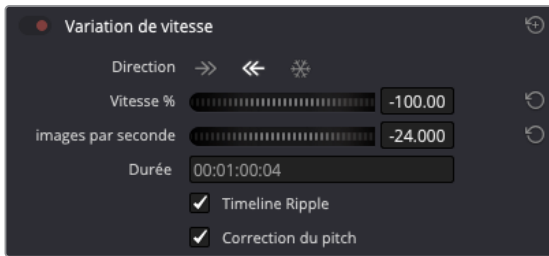 Variation de vitesse
Direction
Vitesse % -100.00
images par seconde -24.000
Durée 00:01:00:04
Timeline Ripple
Correction du pitch